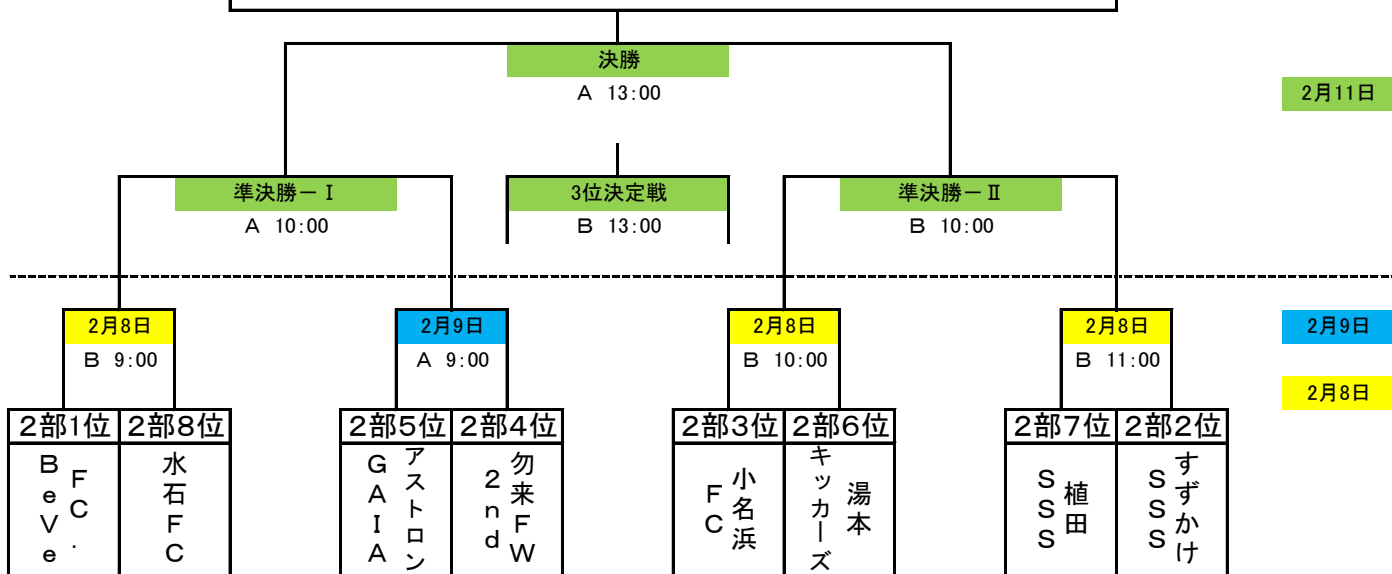 決勝
A 13:00
2月11日
準決勝－Ⅰ
A 10:00
3位決定戦
B 13:00
準決勝－Ⅱ
B 10:00
2月8日
B 9:00
2月9日
A 9:00
2月8日
B 10:00
2月8日
B 11:00
2月9日
2月8日
2部1位
2部8位
2部5位
2部4位
2部3位
2部6位
2部7位
2部2位
FC.
BeVe
水石FC
アストロン
GAIA
勿来FW
2nd
小名浜
FC
湯本
キッカーズ
植田
SSS
すずかけ
SSS